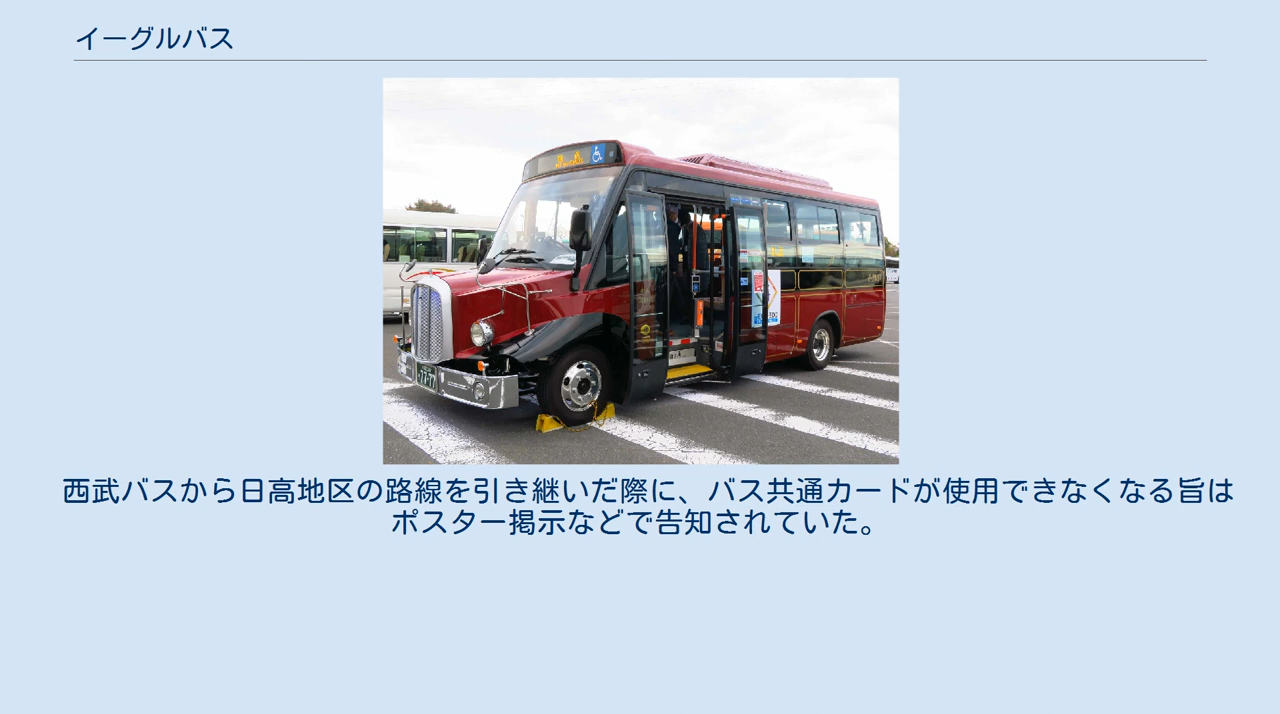 イーグルバス
77-77
西武バスから日高地区の路線を引き継いだ際に、バス共通カードが使用できなくなる旨は
ポスター掲示などで告知されていた。